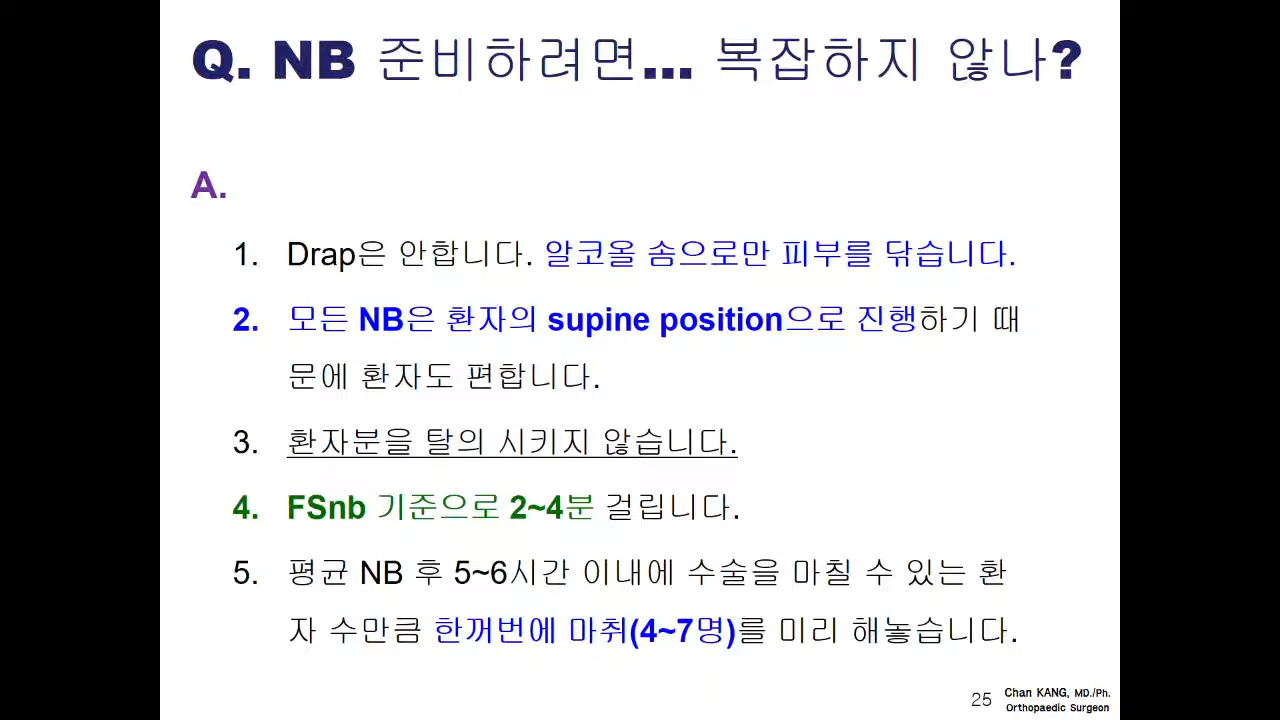 Q. NB 준비하려면... 복잡하지 않나?
A.
1. Drap은 안합니다. 알코올 솜으로만 피부를 닦습니다.
2. 모든 NB은 환자의 supine position으로 진행하기 때
문에 환자도 편합니다.
3. 환자분을 탈의 시키지 않습니다.
4. FSnb 기준으로 2~4분 걸립니다.
5. 평균 NB 후 5~6시간 이내에 수술을 마칠 수 있는 환
자 수만큼 한꺼번에 마취(4~7명)를 미리 해놓습니다.
25 Chan KANG, MD./Ph.
Orthopaedic Surgeon